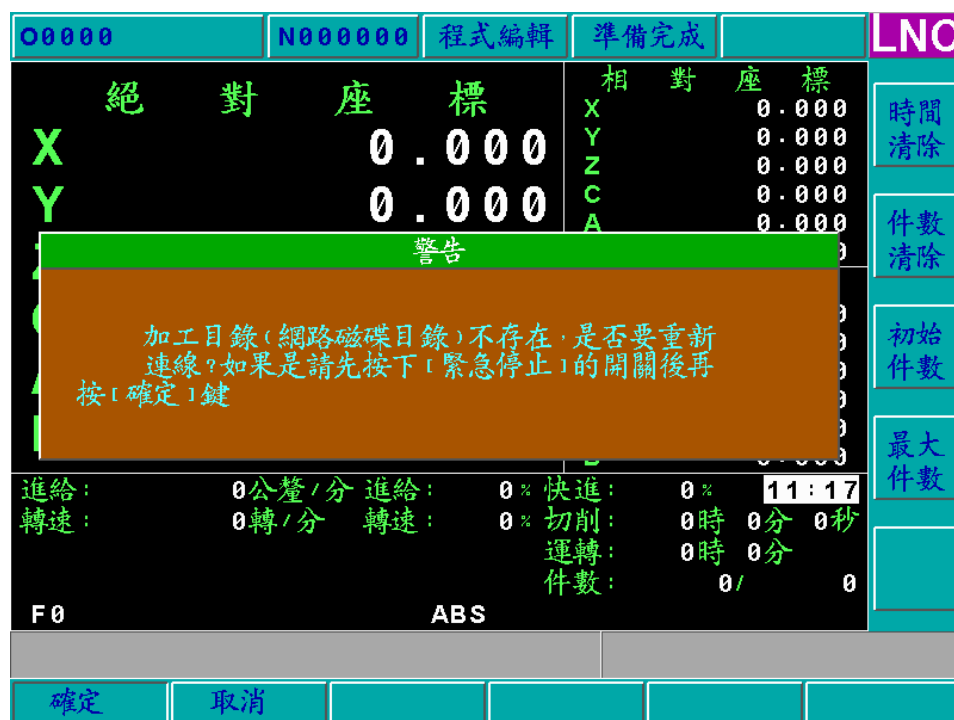 O0000 N000000 程式編輯 準備完成 LNC
絕 對 座 標
X 0.000
Y 0.000
相 對 座 標
X 0.000
Y 0.000
Z 0.000
C 0.000
A 0.000
警告
加工目錄(網路磁碟目錄)不存在,是否要重新
連線?如果是請先按下[緊急停止]的開關後再
按[確定]鍵
進給: 0公釐/分 進給: 0% 快進: 0% 11:17
轉速: 0轉/分 轉速: 0% 切削: 0時 0分 0秒
運轉: 0時 0分
件數: 0/ 0
F0 ABS
時間
清除
件數
清除
初始
件數
最大
件數
確定 取消